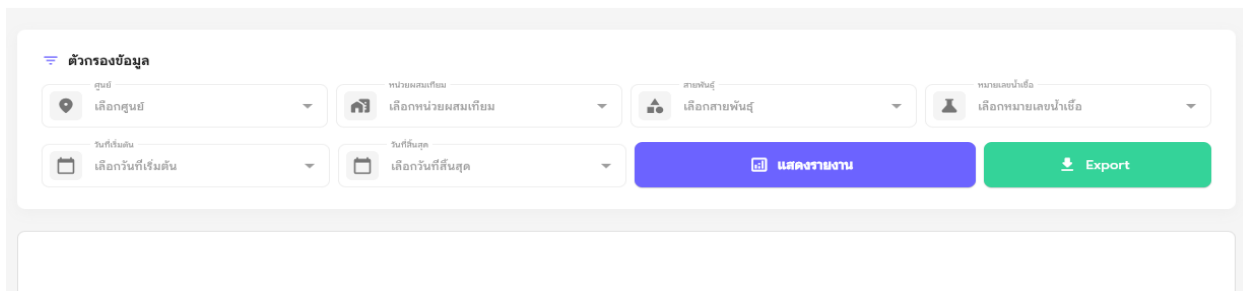 ตัวกรองข้อมูล
ศูนย์
เลือกศูนย์
หน่วยผสมเทียม
เลือกหน่วยผสมเทียม
สายพันธุ์
เลือกสายพันธุ์
หมายเลขน้ำเชื้อ
เลือกหมายเลขน้ำเชื้อ
วันที่เริ่มต้น
เลือกวันที่เริ่มต้น
วันที่สิ้นสุด
เลือกวันที่สิ้นสุด
แสดงรายงาน
Export